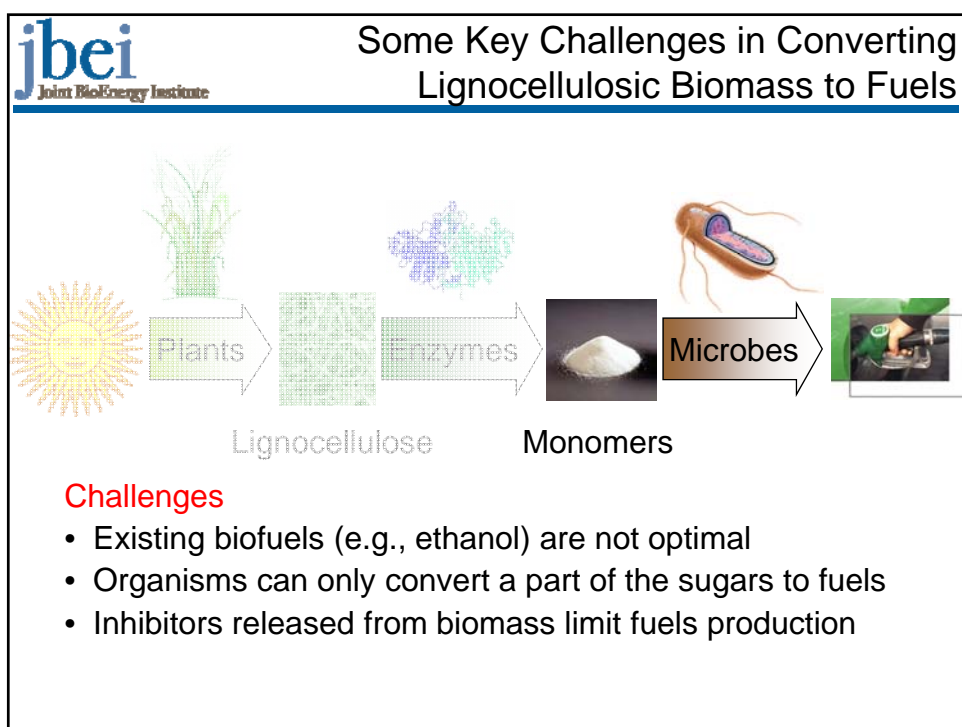 jbei
Joint BioEnergy Institute
Some Key Challenges in Converting
Lignocellulosic Biomass to Fuels
Plants
Enzymes
Microbes
Lignocellulose
Monomers
Challenges
• Existing biofuels (e.g., ethanol) are not optimal
• Organisms can only convert a part of the sugars to fuels
• Inhibitors released from biomass limit fuels production